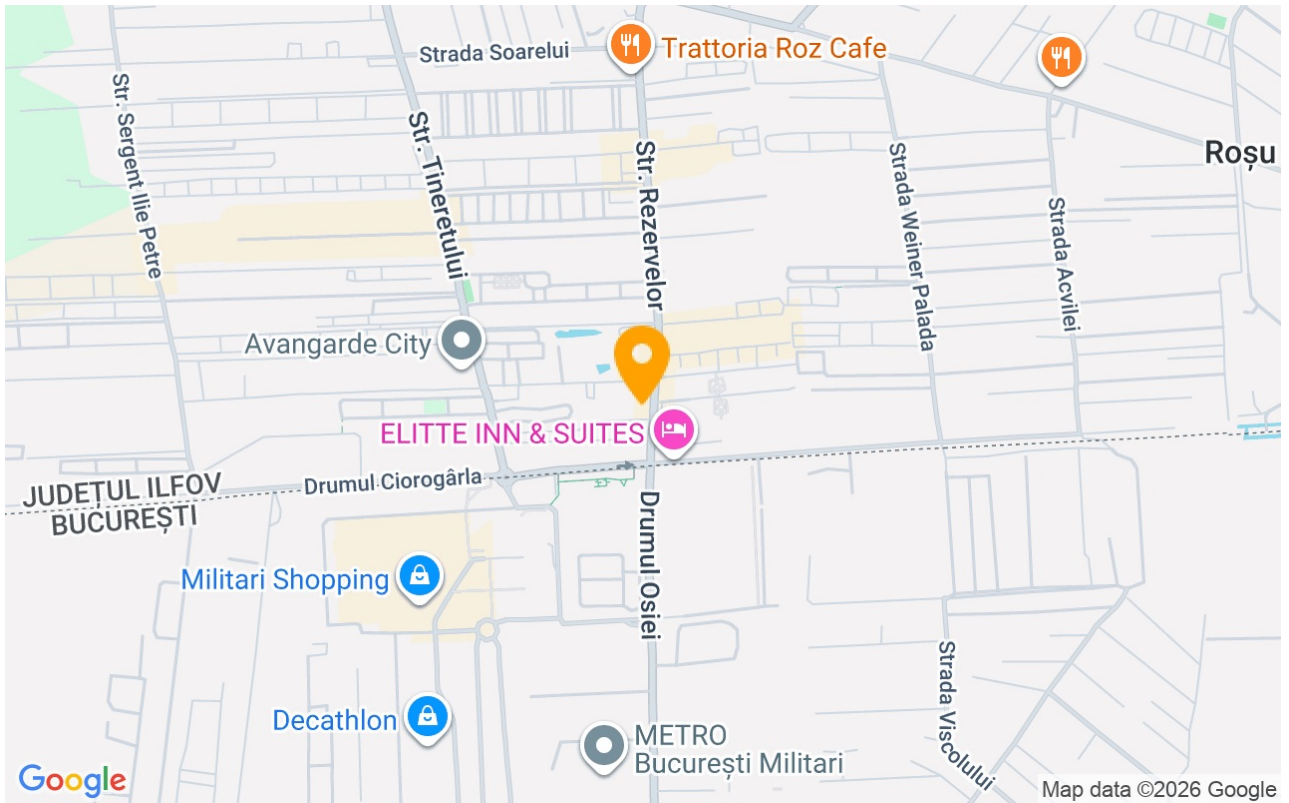 Strada Soarelui
Trattoria Roz Cafe
Str. Sergent Ilie Petre
Str. Tineretului
Str. Rezervelor
Strada Weiner Palada
Roșu
Strada Acvilei
Avangarde City
ELITTE INN & SUITES
JUDEȚUL ILFOV
BUCUREȘTI
Drumul Ciorogârla
Drumul Osiei
Militari Shopping
Strada Viscolului
Decathlon
METRO
București Militari
Google
Map data ©2026 Google